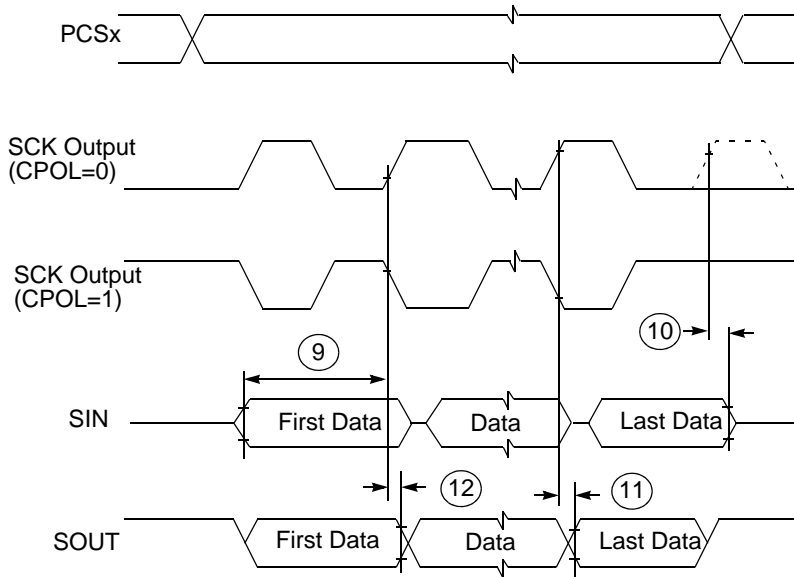 PCSx
SCK Output
(CPOL=0)
SCK Output
(CPOL=1)
10
9
SIN
First Data
Data
Last Data
12
11
SOUT
First Data
Data
Last Data